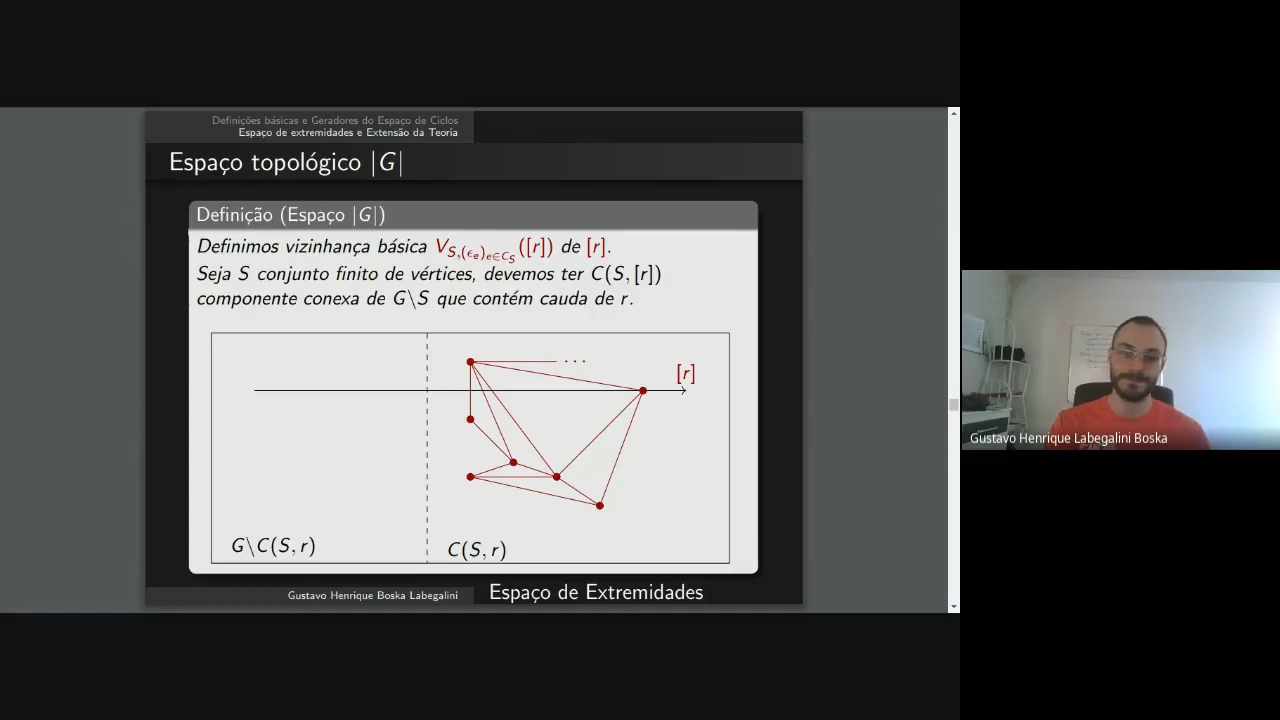 Definições básicas e Geradores do Espaço de Ciclos
Espaço de extremidades e Extensão da Teoria
Espaço topológico |G|
Definição (Espaço |G|)
Definimos vizinhança básica V_{S,(ϵ_e)_{e∈C_S}}([r]) de [r].
Seja S conjunto finito de vértices, devemos ter C(S,[r])
componente conexa de G\S que contém cauda de r.
...
[r]
G\C(S,r)
C(S,r)
Gustavo Henrique Boska Labegalini
Espaço de Extremidades
Gustavo Henrique Labegalini Boska